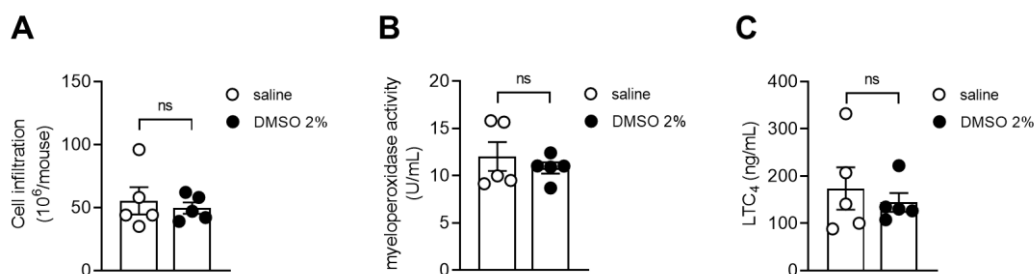 A
Cell infiltration
(10⁶/mouse)
150
100
50
0
ns
saline
DMSO 2%
B
myeloperoxidase activity
(U/mL)
20
15
10
5
0
ns
saline
DMSO 2%
C
LTC₄ (ng/mL)
400
300
200
100
0
ns
saline
DMSO 2%